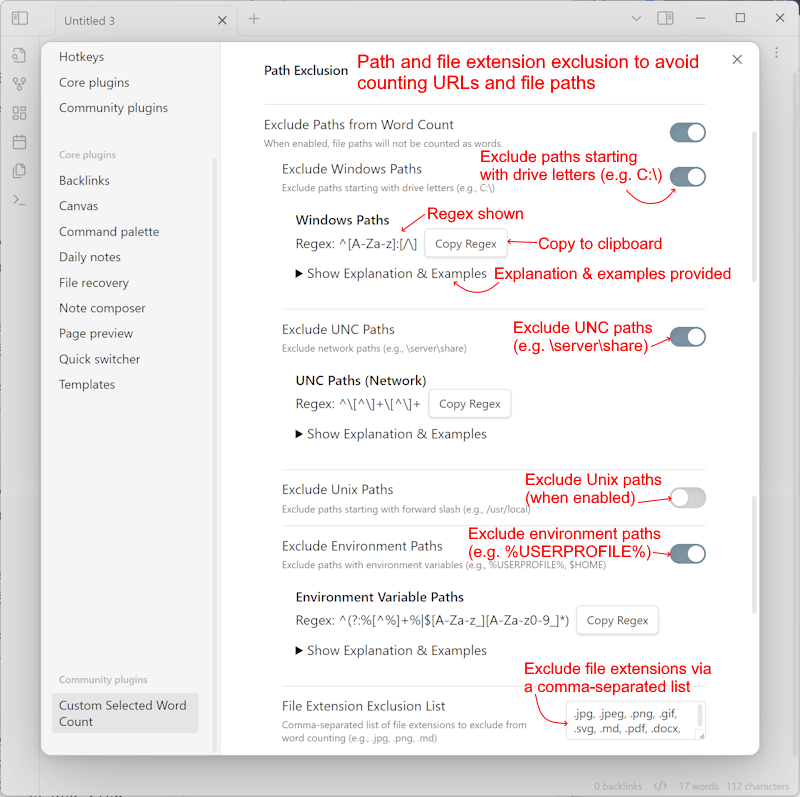 Untitled 3
Hotkeys
Core plugins
Community plugins
Core plugins
Backlinks
Canvas
Command palette
Daily notes
File recovery
Note composer
Page preview
Quick switcher
Templates
Community plugins
Custom Selected Word
Count
Path Exclusion
Path and file extension exclusion to avoid
counting URLs and file paths
Exclude Paths from Word Count
When enabled, file paths will not be counted as words.
Exclude Windows Paths
Exclude paths starting with drive letters (e.g., C:\)
Exclude paths starting
with drive letters (e.g. C:\)
Windows Paths
Regex shown
Regex: ^[A-Za-z]:[/\]
Copy Regex
Copy to clipboard
▶ Show Explanation & Examples
Explanation & examples provided
Exclude UNC Paths
Exclude network paths (e.g., \server\share)
Exclude UNC paths
(e.g. \server\share)
UNC Paths (Network)
Regex: ^\[^\]+\[^\]+
Copy Regex
▶ Show Explanation & Examples
Exclude Unix Paths
Exclude paths starting with forward slash (e.g., /usr/local)
Exclude Unix paths
(when enabled)
Exclude Environment Paths
Exclude paths with environment variables (e.g., %USERPROFILE%, $HOME)
Exclude environment paths
(e.g. %USERPROFILE%)
Environment Variable Paths
Regex: ^(?:%[^%]+%|$[A-Za-z_][A-Za-z0-9_]*)
Copy Regex
▶ Show Explanation & Examples
Exclude file extensions via
a comma-separated list
File Extension Exclusion List
Comma-separated list of file extensions to exclude from
word counting (e.g., .jpg, .png, .md)
.jpg, .jpeg, .png, .gif,
.svg, .md, .pdf, .docx,
0 backlinks </> 17 words 112 characters